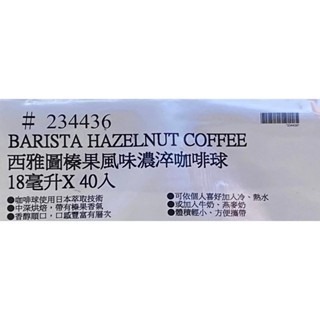 # 234436
BARISTA HAZELNUT COFFEE
西雅圖榛果風味濃淬咖啡球
18毫升X 40入
●咖啡球使用日本萃取技術
●中深烘焙，帶有榛果香氣
●香醇順口，口感豐富有層次
●可依個人喜好加入冷、熱水
●或加入牛奶、燕麥奶
●體積輕小，方便攜帶